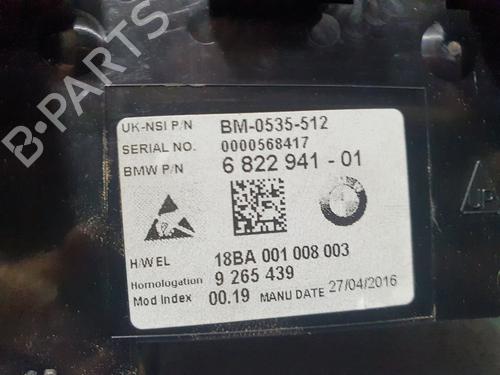 B-PARTS
UK-NSI P/N BM-0535-512
SERIAL NO. 0000568417
BMW P/N 6 822 941 - 01
H/W EL 18BA 001 008 003
Homologation 9 265 439
Mod Index 00.19 MANU DATE 27/04/2016